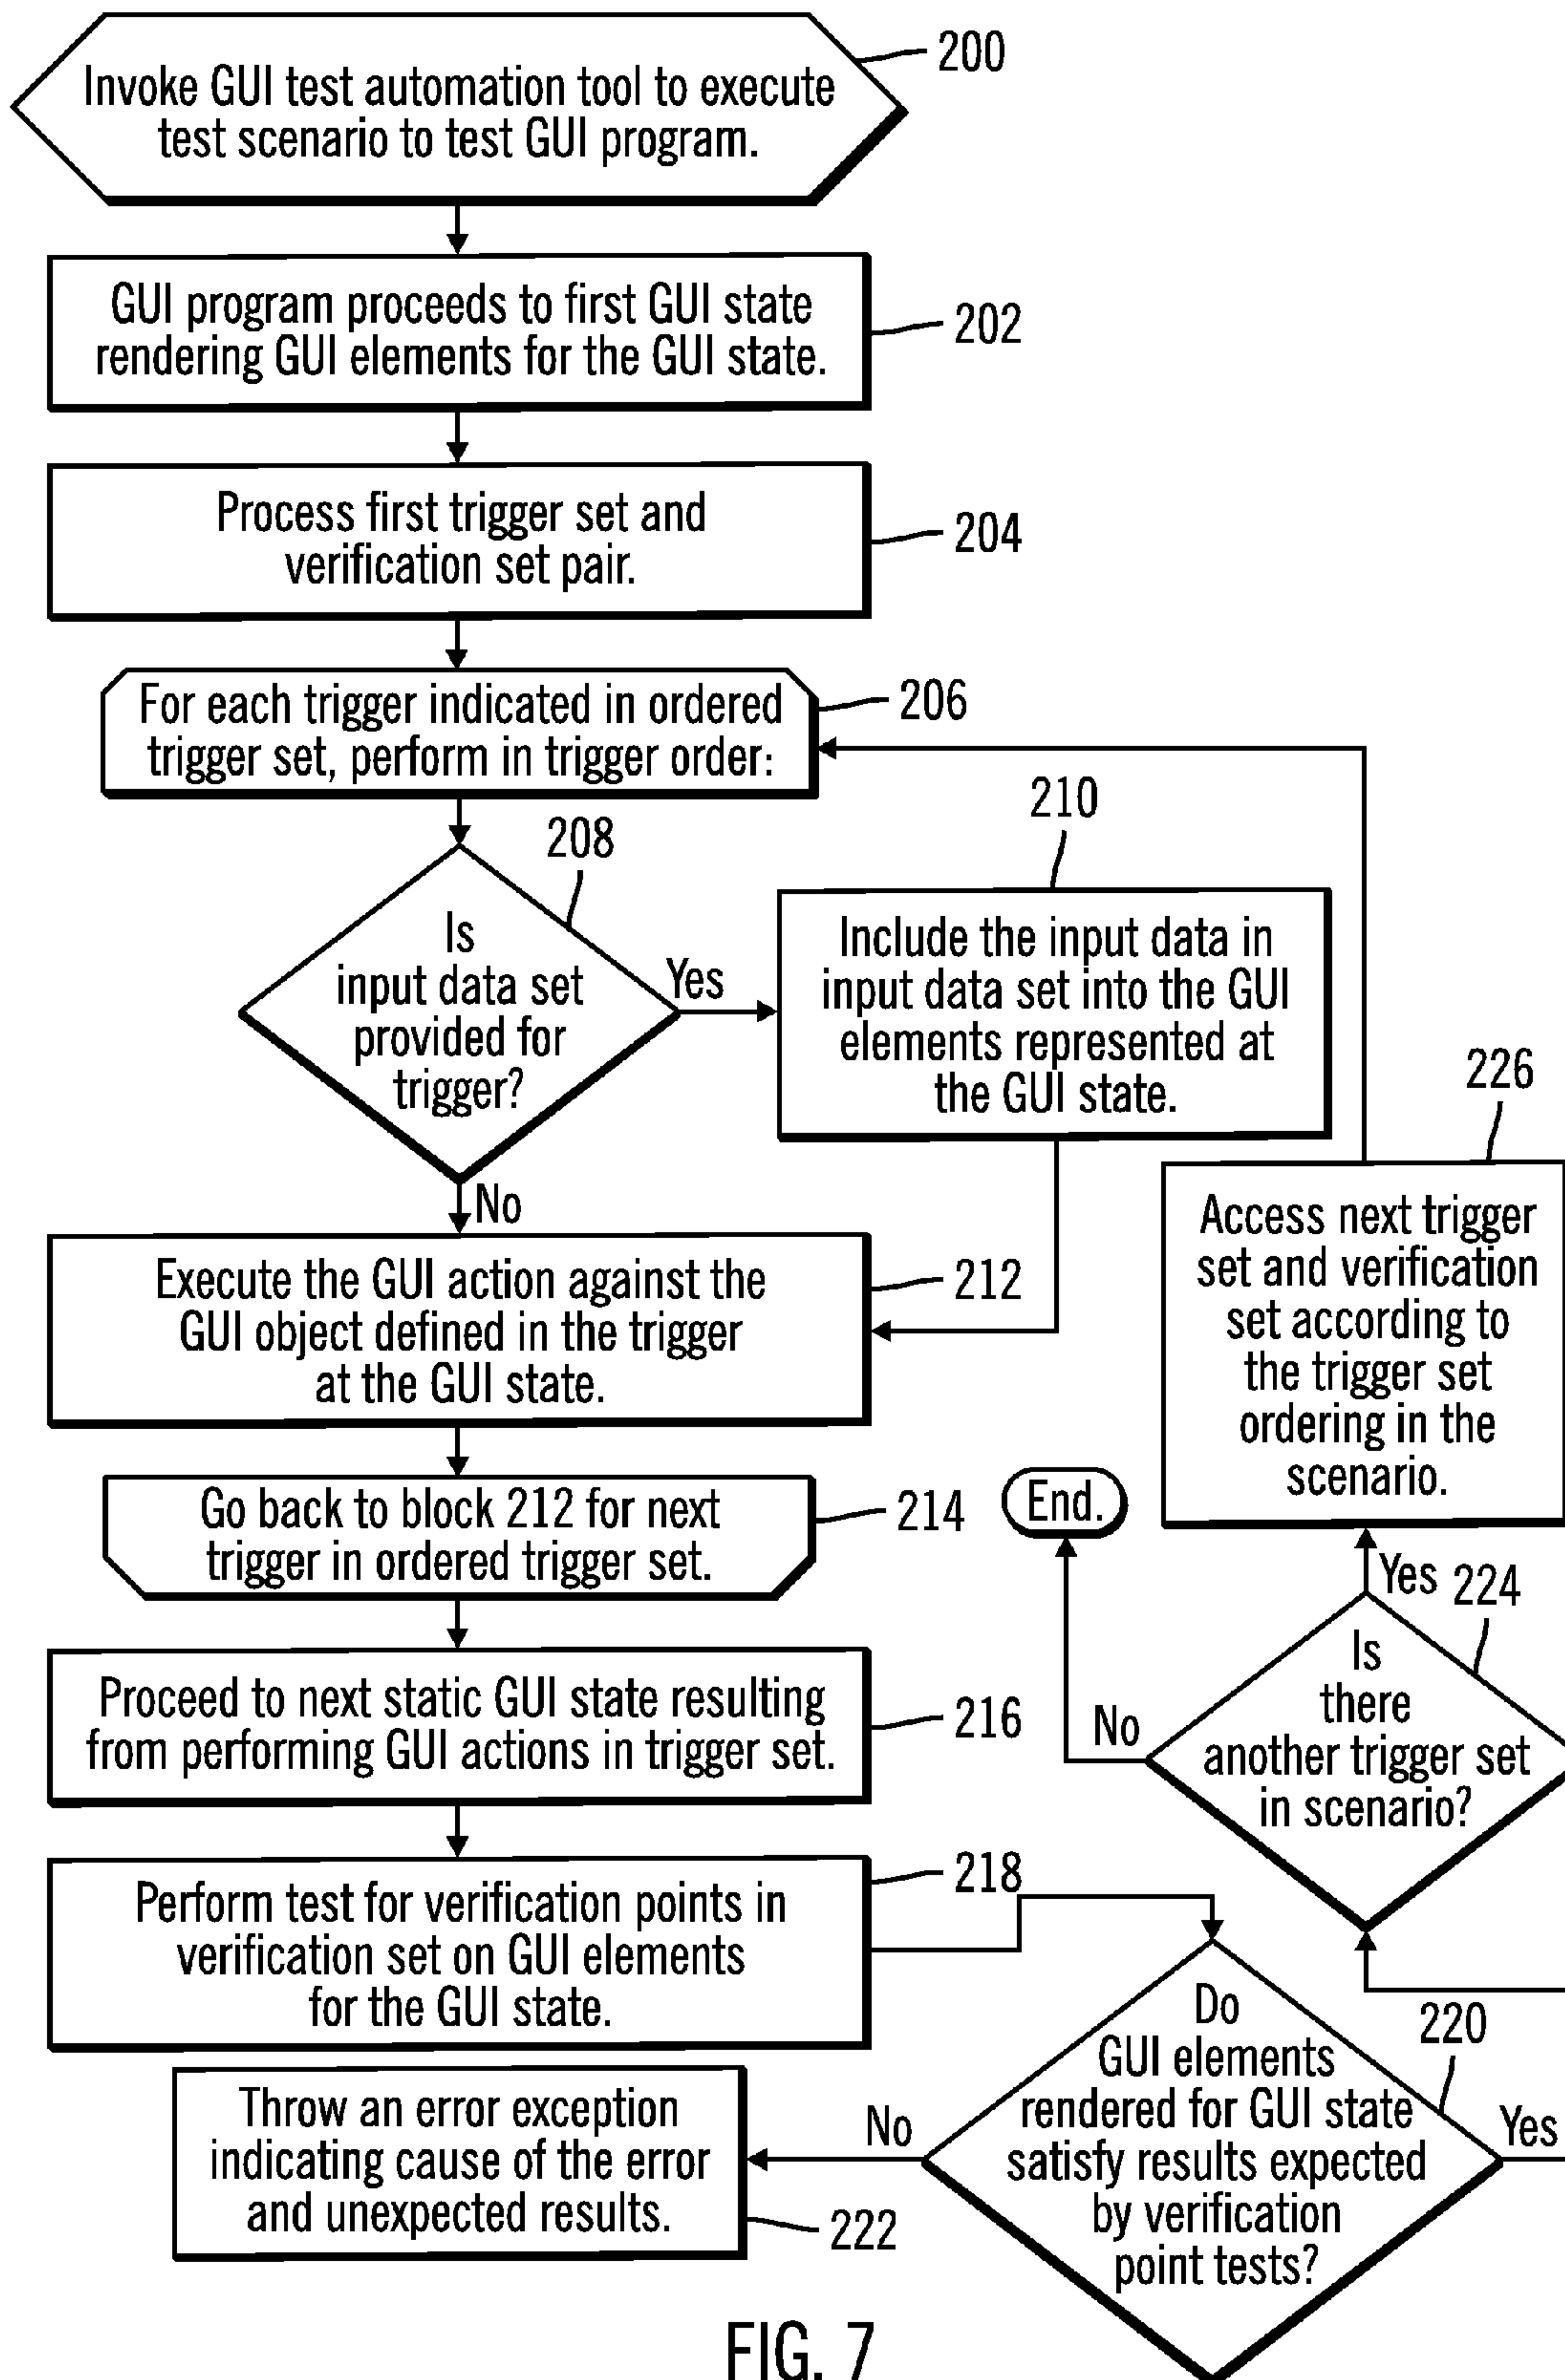 200
Invoke GUI test automation tool to execute
test scenario to test GUI program.
GUI program proceeds to first GUI state
rendering GUI elements for the GUI state.
202
Process first trigger set and
verification set pair.
204
For each trigger indicated in ordered
trigger set, perform in trigger order:
206
208
Is
input data set
provided for
trigger?
Yes
No
210
Include the input data in
input data set into the GUI
elements represented at
the GUI state.
Execute the GUI action against the
GUI object defined in the trigger
at the GUI state.
212
Go back to block 212 for next
trigger in ordered trigger set.
214
Proceed to next static GUI state resulting
from performing GUI actions in trigger set.
216
Perform test for verification points in
verification set on GUI elements
for the GUI state.
218
Do
GUI elements
rendered for GUI state
satisfy results expected
by verification
point tests?
220
Yes
No
Throw an error exception
indicating cause of the error
and unexpected results.
222
Is
there
another trigger set
in scenario?
224
Yes
No
End.
226
Access next trigger
set and verification
set according to
the trigger set
ordering in the
scenario.
FIG. 7